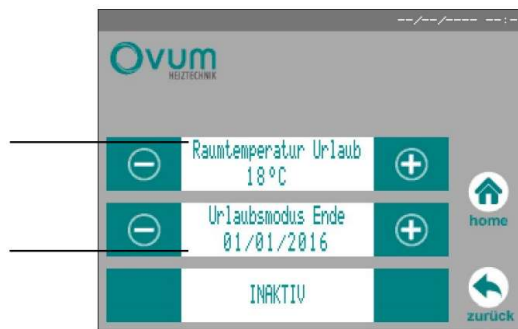 --/--/---- --:-
Ovum
HEIZTECHNIK
Raumtemperatur Urlaub
18°C
Urlaubsmodus Ende
01/01/2016
home
INAKTIV
zurück